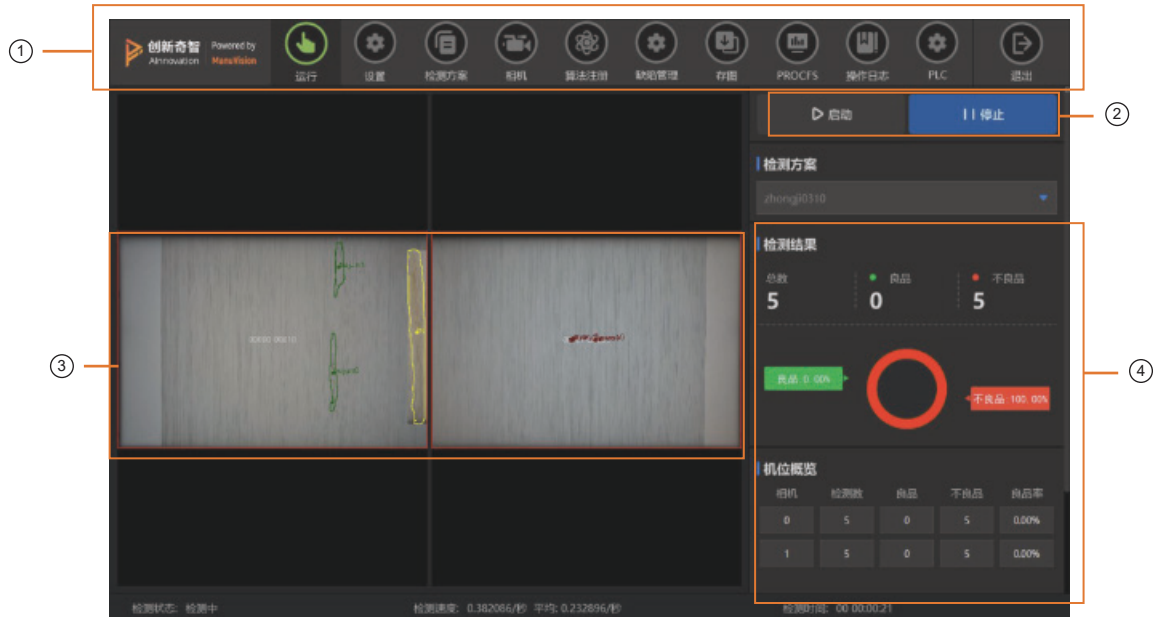 ①
创新奇智
AInnovation
Powered by
ManuVision
运行
设置
检测方案
相机
算法注册
缺陷管理
存图
PROCFS
操作日志
PLC
退出
②
启动
停止
检测方案
zhongji0310
③
④
检测结果
总数
良品
不良品
5
0
5
良品 0.00%
不良品 100.00%
机位概览
相机 检测数 良品 不良品 良品率
0 5 0 5 0.00%
1 5 0 5 0.00%
检测状态: 检测中
检测速度: 0.382086/秒 平均: 0.232896/秒
检测时间: 00 00:00:21